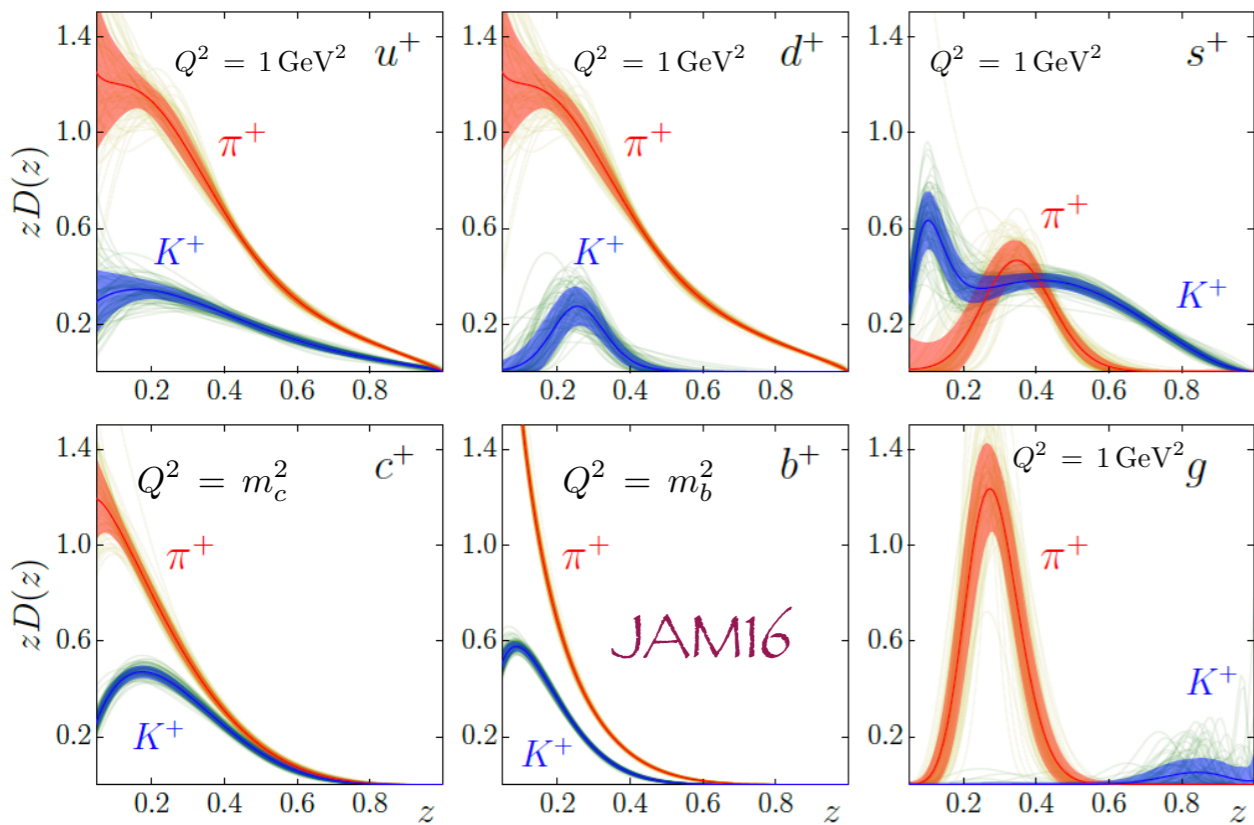 1.4
1.0
0.6
0.2
zD(z)
Q² = 1 GeV²
u⁺
π⁺
K⁺
0.2 0.4 0.6 0.8
1.4
1.0
0.6
0.2
Q² = 1 GeV²
d⁺
π⁺
K⁺
0.2 0.4 0.6 0.8
1.4
1.0
0.6
0.2
Q² = 1 GeV²
s⁺
π⁺
K⁺
0.2 0.4 0.6 0.8
1.4
1.0
0.6
0.2
zD(z)
c⁺
Q² = m_c²
π⁺
K⁺
0.2 0.4 0.6 0.8 z
1.4
1.0
0.6
0.2
b⁺
Q² = m_b²
π⁺
JAM16
K⁺
0.2 0.4 0.6 0.8 z
1.4
1.0
0.6
0.2
Q² = 1 GeV²
g
π⁺
K⁺
0.2 0.4 0.6 0.8 z